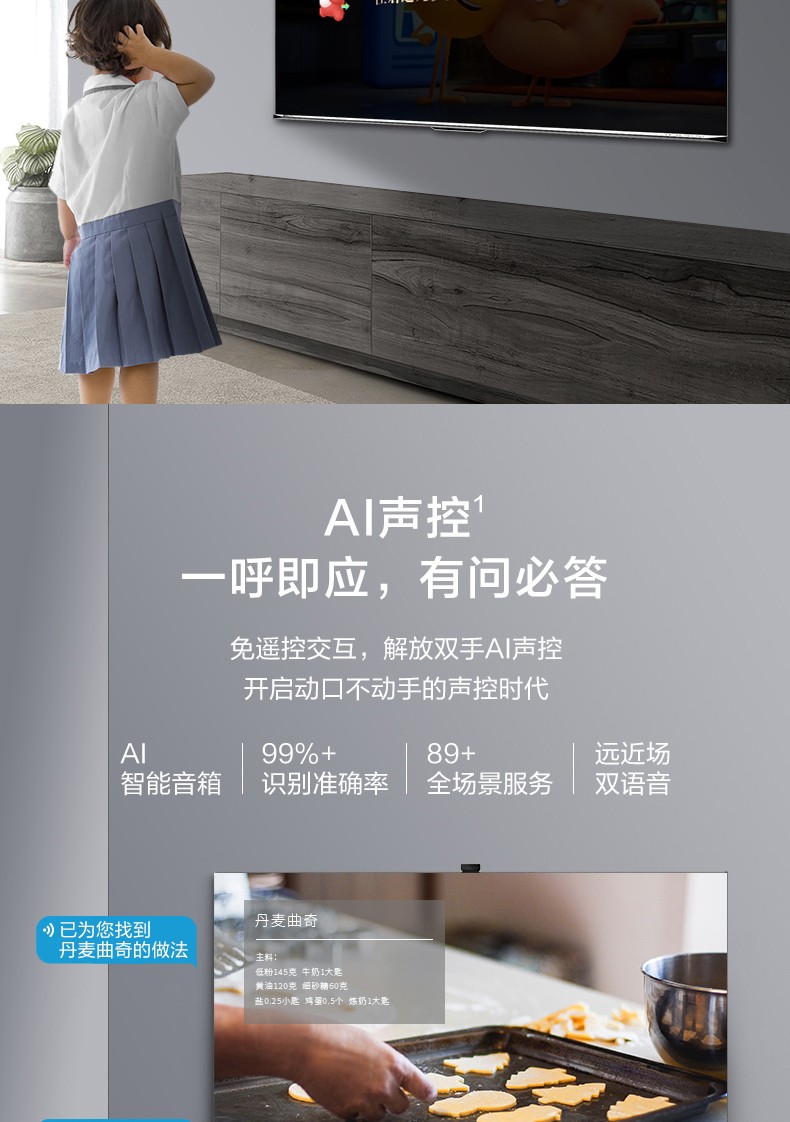 AI声控¹
一呼即应，有问必答
免遥控交互，解放双手AI声控
开启动口不动手的声控时代
AI
智能音箱
99%+
识别准确率
89+
全场景服务
远近场
双语音
已为您找到
丹麦曲奇的做法
丹麦曲奇
主料：
低粉145克 牛奶1大匙
黄油120克 细砂糖60克
盐0.25小匙 鸡蛋0.5个 炼奶1大匙